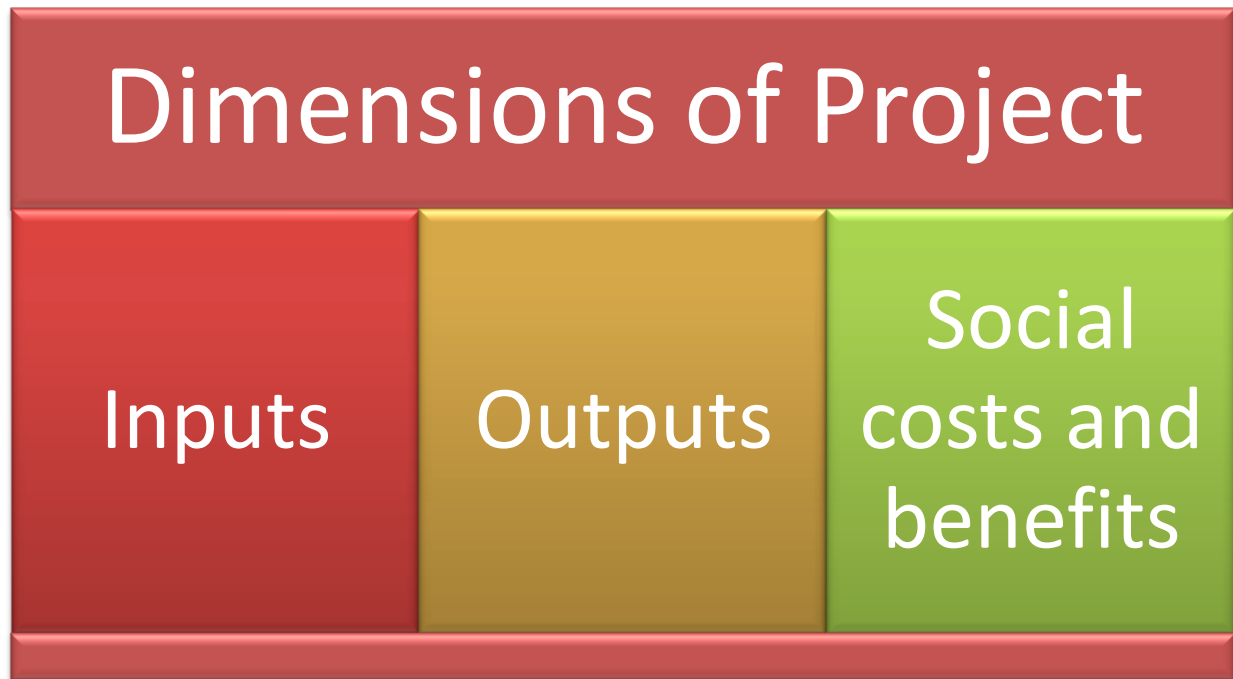 Dimensions of Project
Inputs
Outputs
Social
costs and
benefits